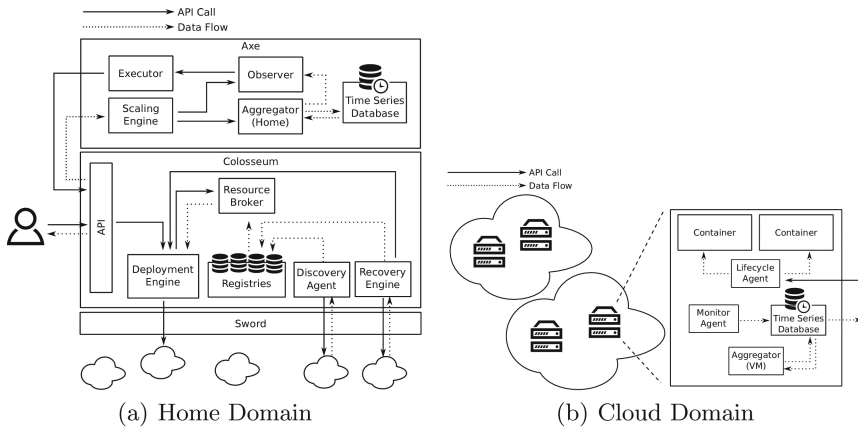 API Call
Data Flow
Axe
Executor
Observer
Scaling
Engine
Aggregator
(Home)
Time Series
Database
Colosseum
API
Resource
Broker
Deployment
Engine
Registries
Discovery
Agent
Recovery
Engine
Sword
(a) Home Domain
API Call
Data Flow
Container
Container
Lifecycle
Agent
Monitor
Agent
Time Series
Database
Aggregator
(VM)
(b) Cloud Domain